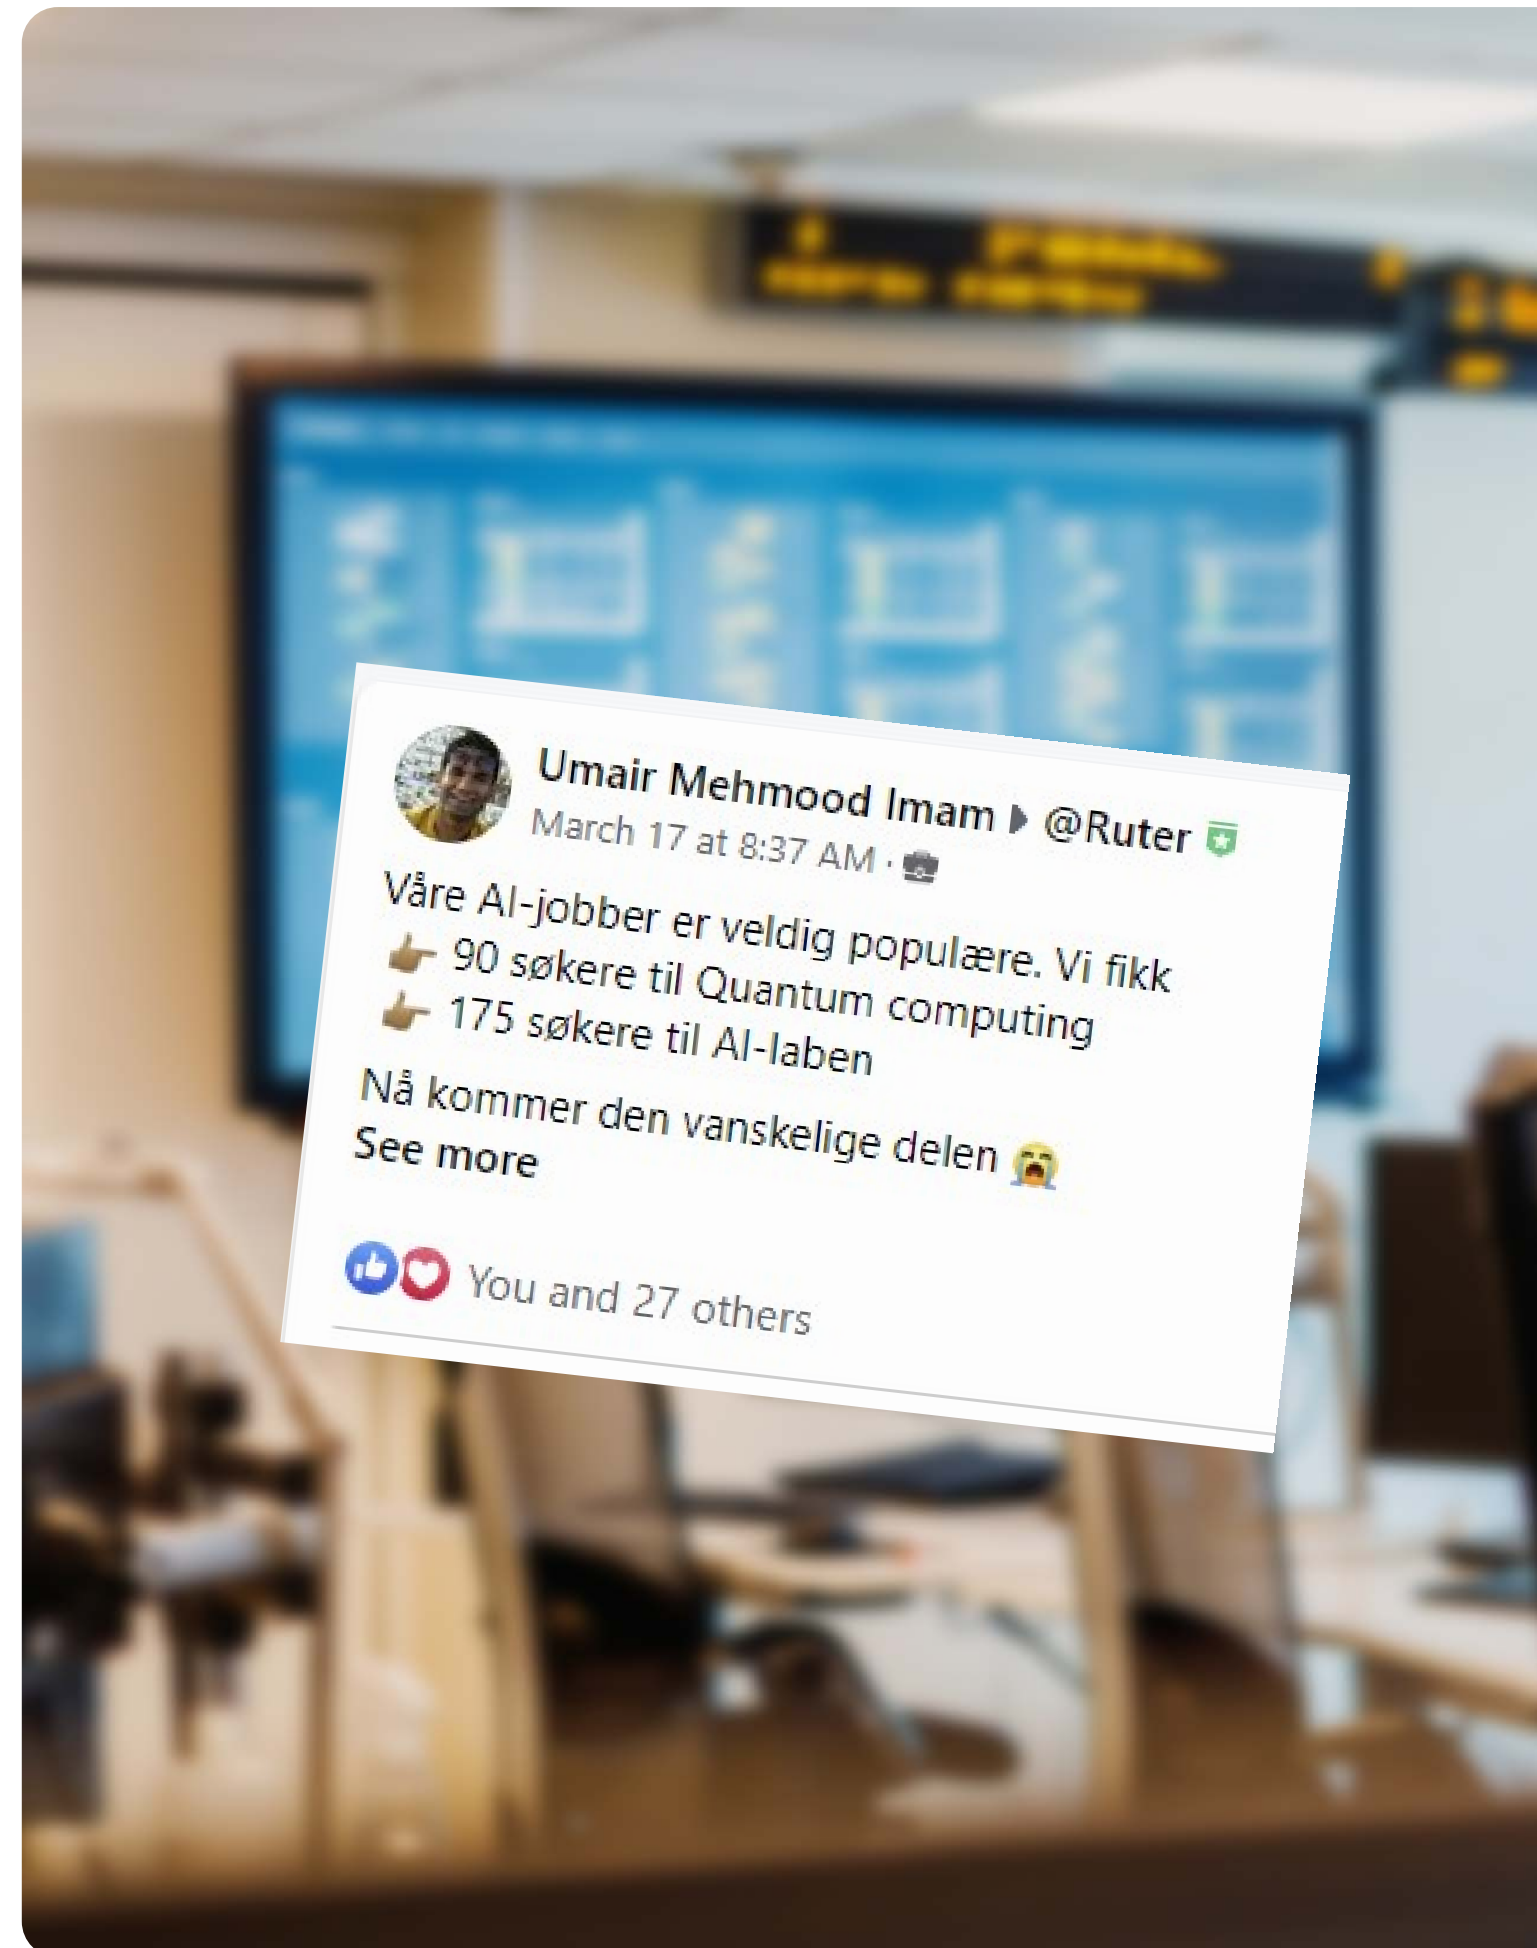 Umair Mehmood Imam ▸ @Ruter
March 17 at 8:37 AM ·
Våre AI-jobber er veldig populære. Vi fikk
👉🏽 90 søkere til Quantum computing
👉🏽 175 søkere til AI-laben
Nå kommer den vanskelige delen 😭
See more
You and 27 others